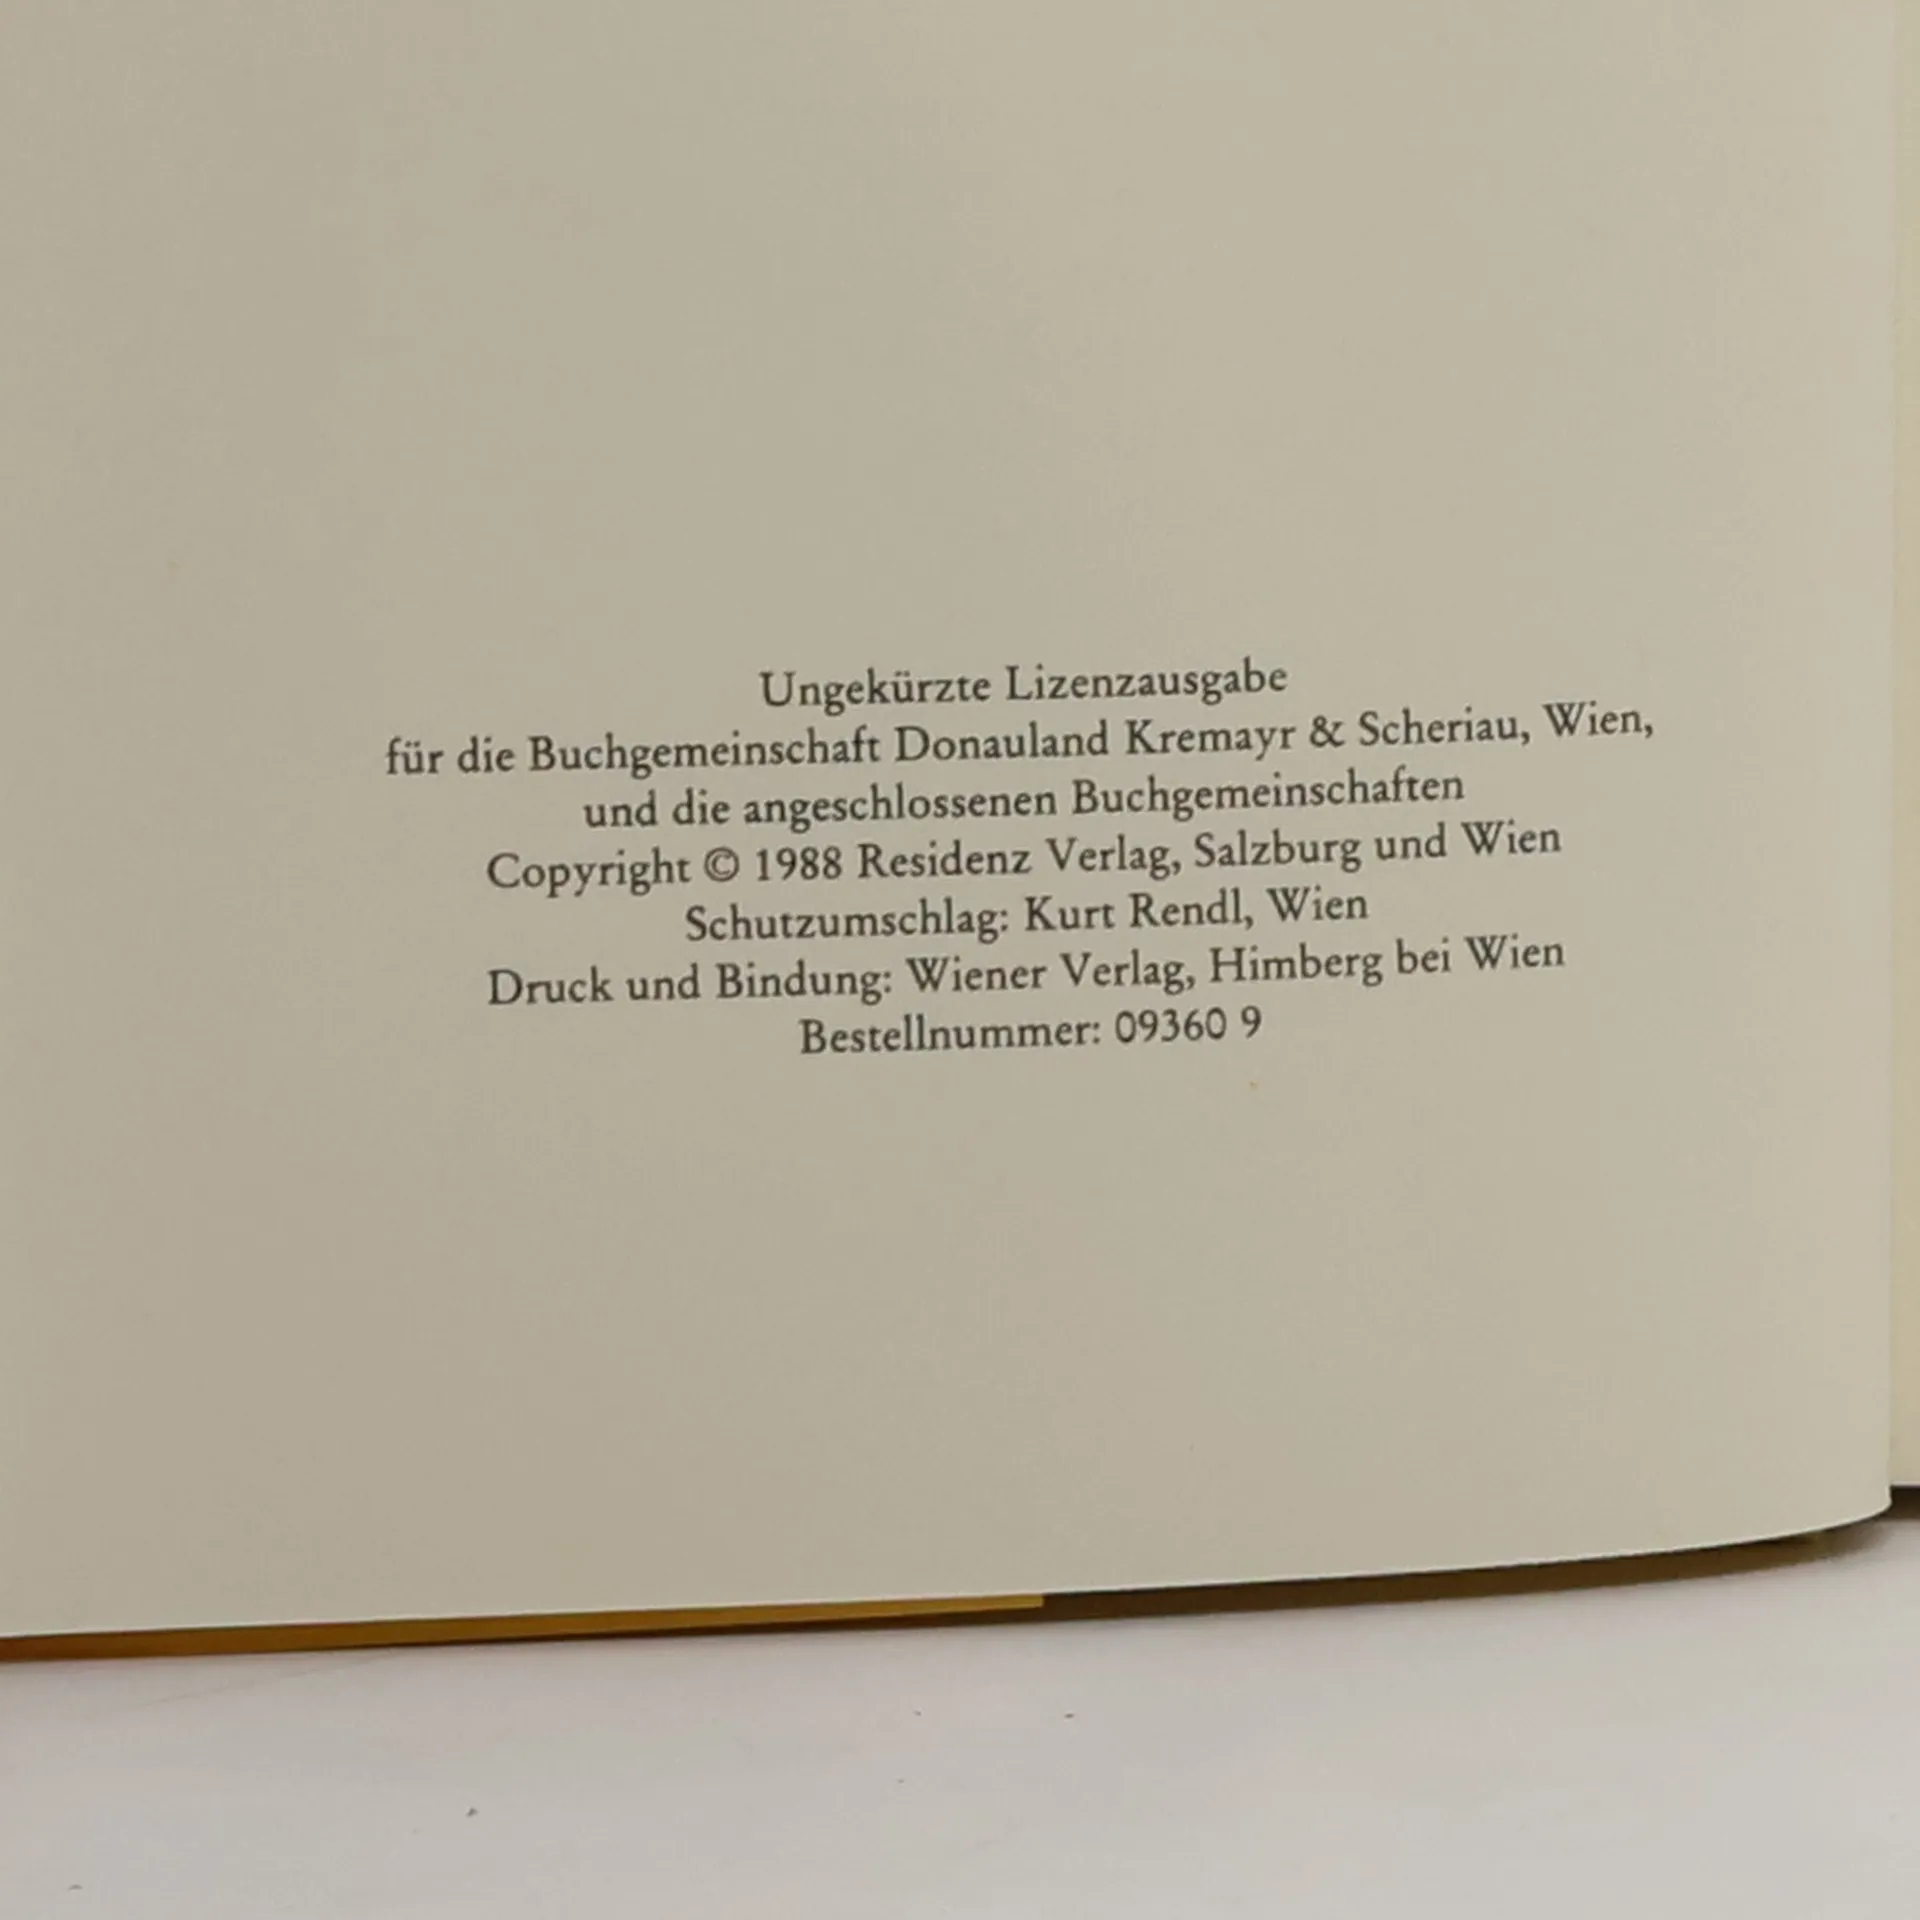 Ungekürzte Lizenzausgabe
für die Buchgemeinschaft Donauland Kremayr & Scheriau, Wien,
und die angeschlossenen Buchgemeinschaften
Copyright © 1988 Residenz Verlag, Salzburg und Wien
Schutzumschlag: Kurt Rendl, Wien
Druck und Bindung: Wiener Verlag, Himberg bei Wien
Bestellnummer: 09360 9